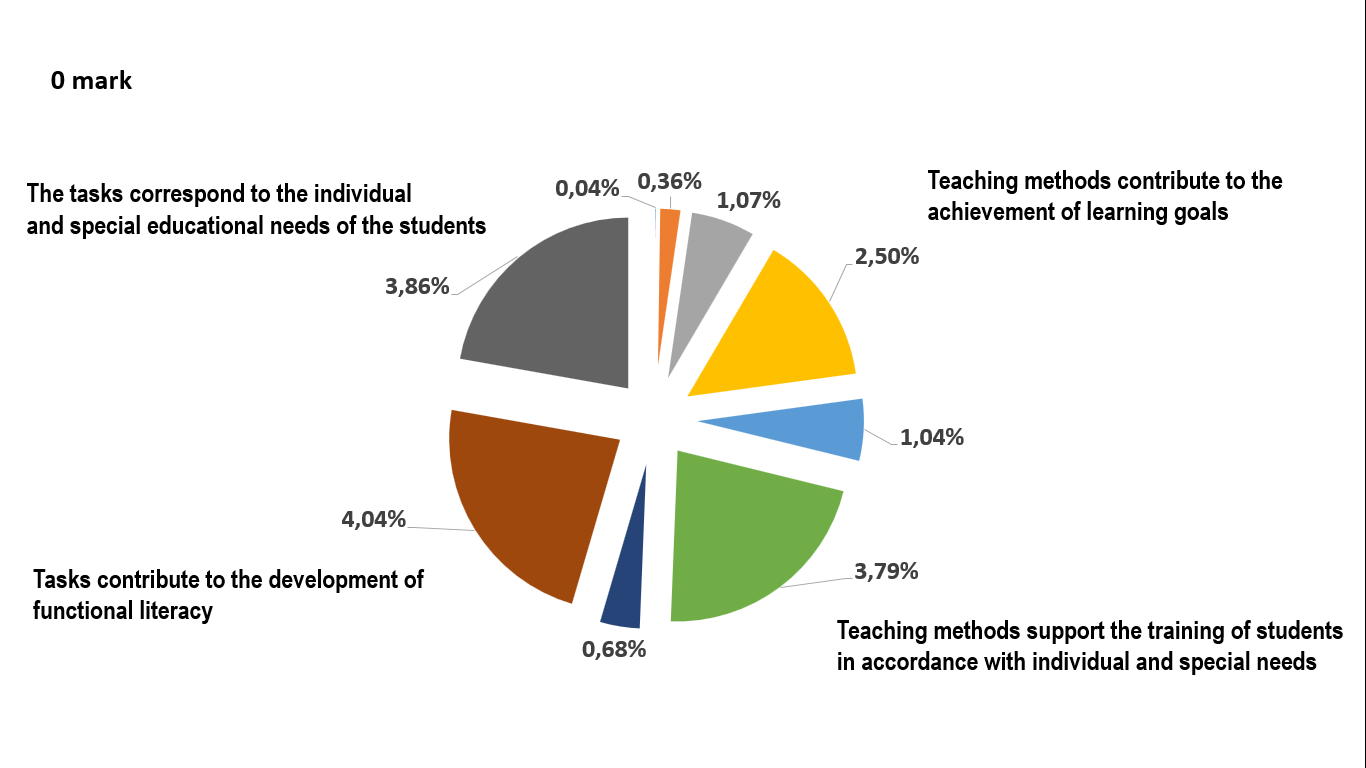 0 mark
The tasks correspond to the individual
and special educational needs of the students
0,04%
0,36%
1,07%
Teaching methods contribute to the
achievement of learning goals
2,50%
3,86%
1,04%
4,04%
3,79%
Tasks contribute to the development of
functional literacy
0,68%
Teaching methods support the training of students
in accordance with individual and special needs